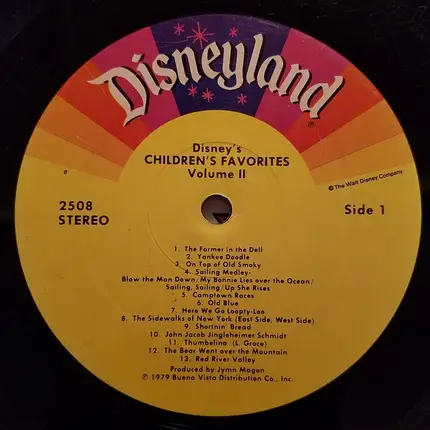 Disneyland
®
Disney's
CHILDREN'S FAVORITES
Volume II
© The Walt Disney Company
2508
STEREO
Side 1
1. The Farmer in the Dell
2. Yankee Doodle
3. On Top of Old Smoky
4. Sailing Medley-
Blow the Man Down/My Bonnie Lies over the Ocean/
Sailing, Sailing/Up She Rises
5. Camptown Races
6. Old Blue
7. Here We Go Loopty-Loo
8. The Sidewalks of New York (East Side, West Side)
9. Shortnin' Bread
10. John Jacob Jingleheimer Schmidt
11. Thumbelina (L. Grace)
12. The Bear Went over the Mountain
13. Red River Valley
Produced by Jymn Magon
℗ 1979 Buena Vista Distribution Co., Inc.